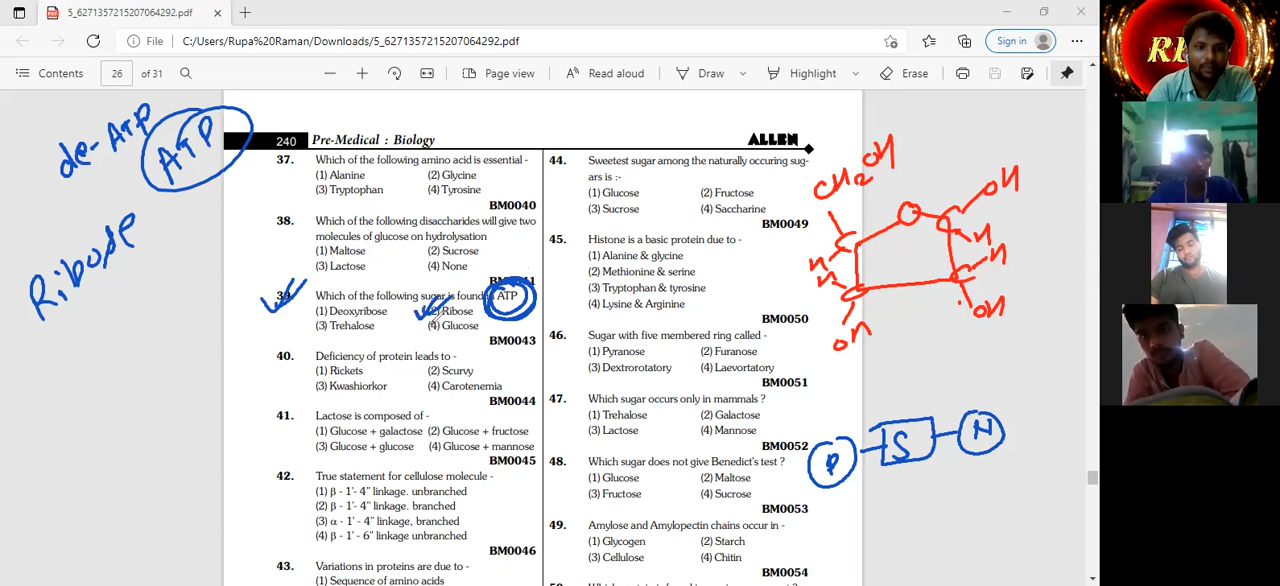 5_6271357215207064292.pdf
File C:/Users/Rupa%20Raman/Downloads/5_6271357215207064292.pdf
Sign in
Contents 26 of 31 Page view Read aloud Draw Highlight Erase
240 Pre-Medical : Biology ALLEN
37. Which of the following amino acid is essential -
(1) Alanine (2) Glycine
(3) Tryptophan (4) Tyrosine
BM0040
38. Which of the following disaccharides will give two
molecules of glucose on hydrolysation
(1) Maltose (2) Sucrose
(3) Lactose (4) None
39. Which of the following sugar is found in ATP
(1) Deoxyribose (2) Ribose
(3) Trehalose (4) Glucose
BM0043
40. Deficiency of protein leads to -
(1) Rickets (2) Scurvy
(3) Kwashiorkor (4) Carotenemia
BM0044
41. Lactose is composed of -
(1) Glucose + galactose (2) Glucose + fructose
(3) Glucose + glucose (4) Glucose + mannose
BM0045
42. True statement for cellulose molecule -
(1) β - 1'- 4" linkage. unbranched
(2) β - 1'- 4" linkage. branched
(3) α - 1' - 4" linkage, branched
(4) β - 1' - 6" linkage unbranched
BM0046
43. Variations in proteins are due to -
(1) Sequence of amino acids
44. Sweetest sugar among the naturally occuring sug-
ars is :-
(1) Glucose (2) Fructose
(3) Sucrose (4) Saccharine
BM0049
45. Histone is a basic protein due to -
(1) Alanine & glycine
(2) Methionine & serine
(3) Tryptophan & tyrosine
(4) Lysine & Arginine
BM0050
46. Sugar with five membered ring called -
(1) Pyranose (2) Furanose
(3) Dextrorotatory (4) Laevortatory
BM0051
47. Which sugar occurs only in mammals ?
(1) Trehalose (2) Galactose
(3) Lactose (4) Mannose
BM0052
48. Which sugar does not give Benedict's test ?
(1) Glucose (2) Maltose
(3) Fructose (4) Sucrose
BM0053
49. Amylose and Amylopectin chains occur in -
(1) Glycogen (2) Starch
(3) Cellulose (4) Chitin
BM0054
de-ATP
ATP
Ribode
CH2OH
O
OH
H
H
H
H
OH
OH
P S N